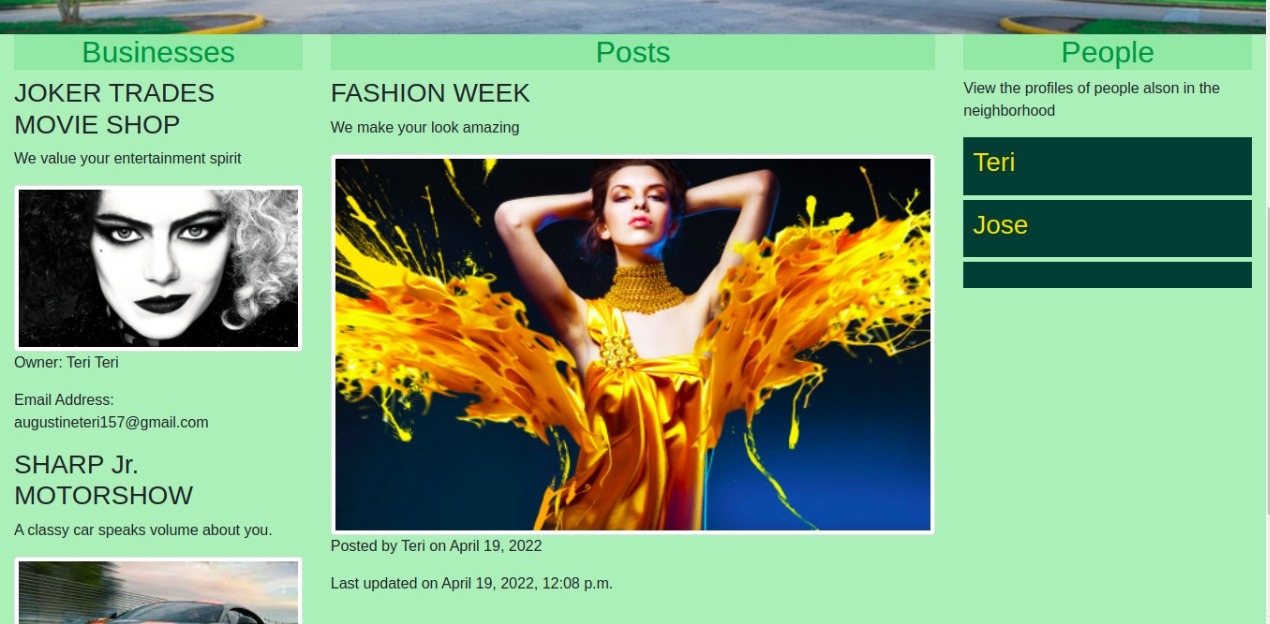 Businesses
JOKER TRADES
MOVIE SHOP
We value your entertainment spirit
Owner: Teri Teri
Email Address:
augustineteri157@gmail.com
SHARP Jr.
MOTORSHOW
A classy car speaks volume about you.
Posts
FASHION WEEK
We make your look amazing
Posted by Teri on April 19, 2022
Last updated on April 19, 2022, 12:08 p.m.
People
View the profiles of people alson in the
neighborhood
Teri
Jose